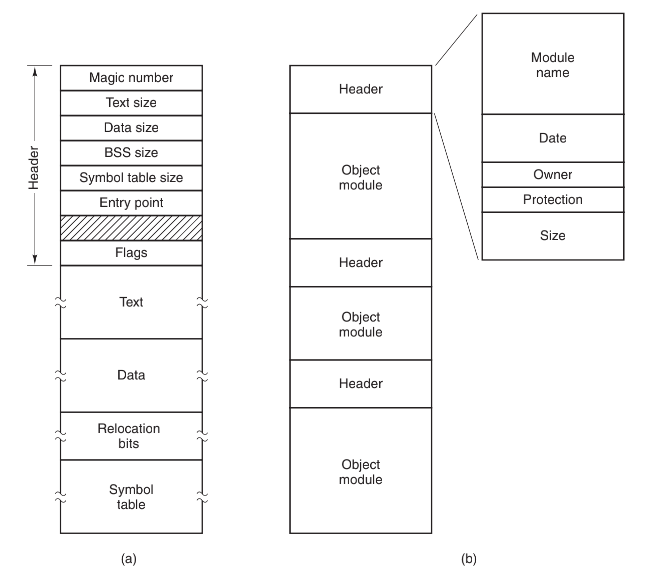 Header
Magic number
Text size
Data size
BSS size
Symbol table size
Entry point
Flags
Text
Data
Relocation
bits
Symbol
table
(a)
Header
Object
module
Header
Object
module
Header
Object
module
Module
name
Date
Owner
Protection
Size
(b)